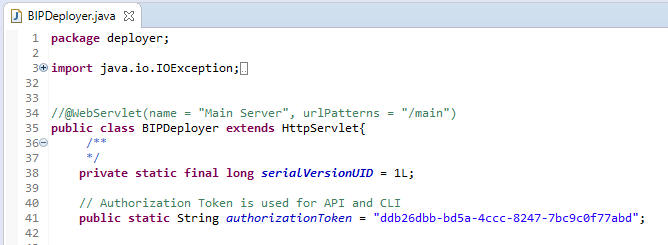 BIPDeployer.java
1 package deployer;
2
3 import java.io.IOException;
32
33
34 //@WebServlet(name = "Main Server", urlPatterns = "/main")
35 public class BIPDeployer extends HttpServlet{
36 /**
37 */
38 private static final long serialVersionUID = 1L;
39
40 // Authorization Token is used for API and CLI
41 public static String authorizationToken = "ddb26dbb-bd5a-4ccc-8247-7bc9c0f77abd";
42